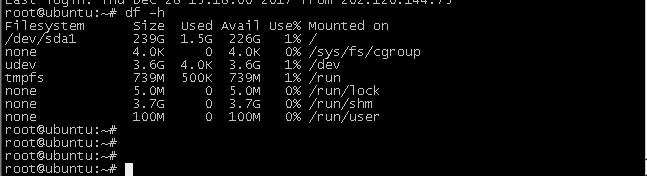 Last login: Thu Dec 28 15:18:00 2017 from 202.120.144.75
root@ubuntu:~# df -h
Filesystem Size Used Avail Use% Mounted on
/dev/sda1 239G 1.5G 226G 1% /
none 4.0K 0 4.0K 0% /sys/fs/cgroup
udev 3.6G 4.0K 3.6G 1% /dev
tmpfs 739M 500K 739M 1% /run
none 5.0M 0 5.0M 0% /run/lock
none 3.7G 0 3.7G 0% /run/shm
none 100M 0 100M 0% /run/user
root@ubuntu:~#
root@ubuntu:~#
root@ubuntu:~#
root@ubuntu:~#